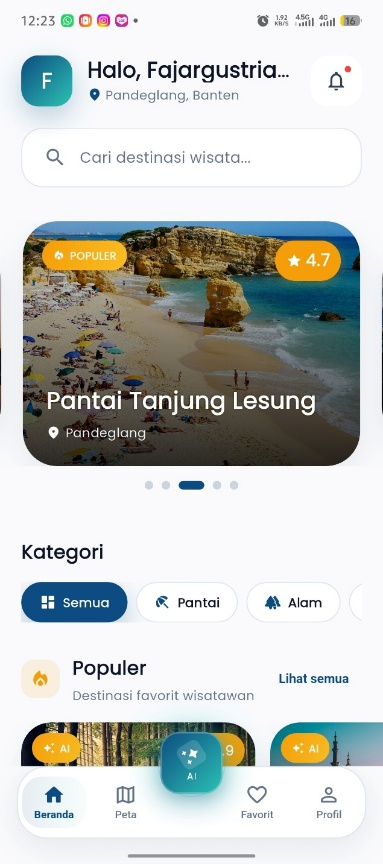 12:23
1.92 KB/S 4.5G 4G 16
F
Halo, Fajargustria...
Pandeglang, Banten
Cari destinasi wisata...
POPULER
4.7
Pantai Tanjung Lesung
Pandeglang
Kategori
Semua
Pantai
Alam
Populer
Destinasi favorit wisatawan
Lihat semua
AI
.9
AI
AI
Beranda
Peta
Favorit
Profil